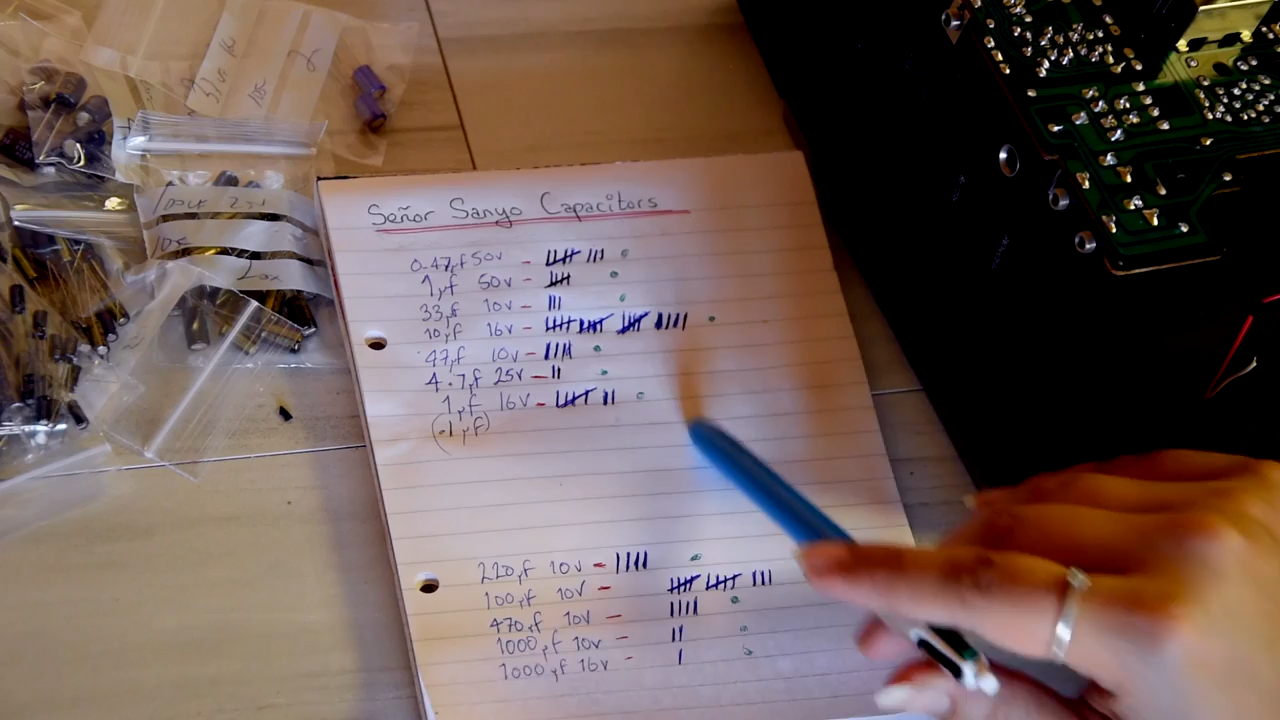 Señor Sanyo Capacitors
0.47µf 50v -
1µf 50v -
33µf 10v -
10µf 16v -
47µf 10v -
4.7µf 25v -
1µf 16v -
(.1µf)
220µf 10v -
100µf 10v -
470µf 10v -
1000µf 10v -
1000µf 16v -